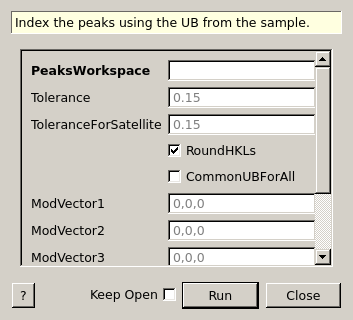 Index the peaks using the UB from the sample.
PeaksWorkspace
Tolerance 0.15
ToleranceForSatellite 0.15
RoundHKLs
CommonUBForAll
ModVector1 0,0,0
ModVector2 0,0,0
ModVector3 0,0,0
? Keep Open Run Close